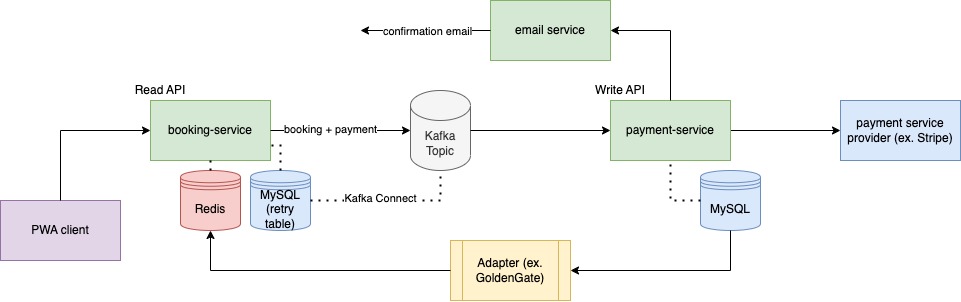 confirmation email
email service
Read API
Write API
booking-service
booking + payment
Kafka
Topic
payment-service
payment service
provider (ex. Stripe)
Redis
MySQL
(retry
table)
Kafka Connect
MySQL
PWA client
Adapter (ex.
GoldenGate)